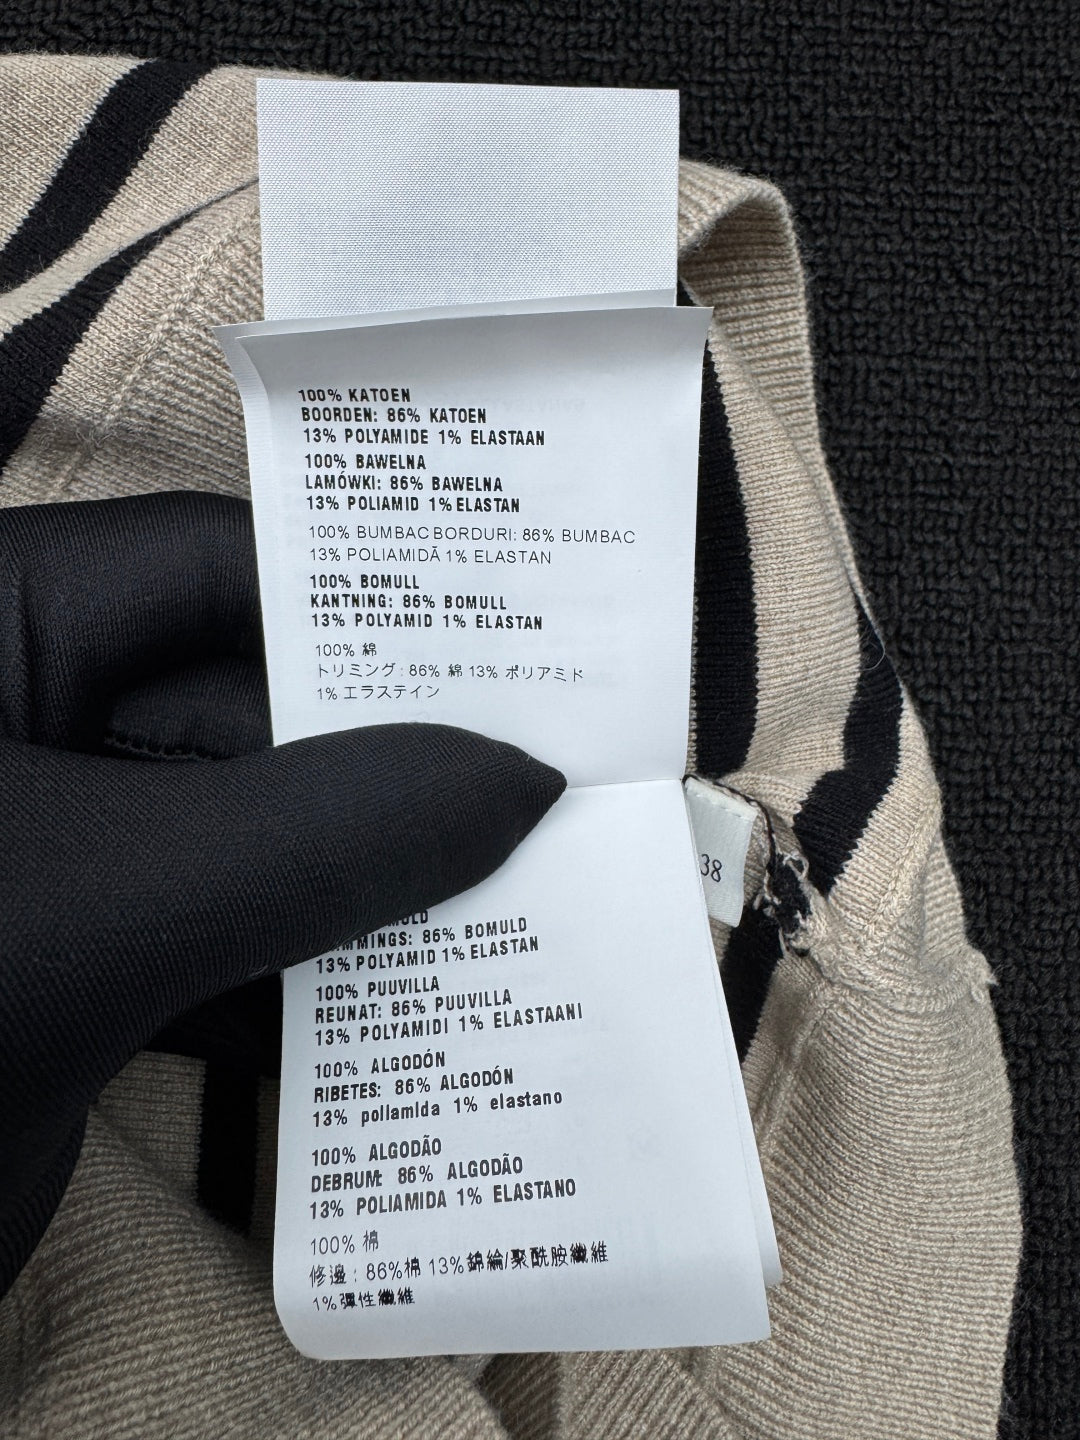 100% KATOEN
BOORDEN: 86% KATOEN
13% POLYAMIDE 1% ELASTAAN
100% BAWELNA
LAMÓWKI: 86% BAWELNA
13% POLIAMID 1% ELASTAN
100% BUMBAC BORDURI: 86% BUMBAC
13% POLIAMIDĂ 1% ELASTAN
100% BOMULL
KANTNING: 86% BOMULL
13% POLYAMID 1% ELASTAN
100% 綿
トリミング: 86% 綿 13% ポリアミド
1% エラステイン
38
86% BOMULD
13% POLYAMID 1% ELASTAN
100% PUUVILLA
REUNAT: 86% PUUVILLA
13% POLYAMIDI 1% ELASTAANI
100% ALGODÓN
RIBETES: 86% ALGODÓN
13% poliamida 1% elastano
100% ALGODÃO
DEBRUM: 86% ALGODÃO
13% POLIAMIDA 1% ELASTANO
100% 棉
修邊: 86%棉 13%錦綸/聚酰胺纖維
1%彈性纖維